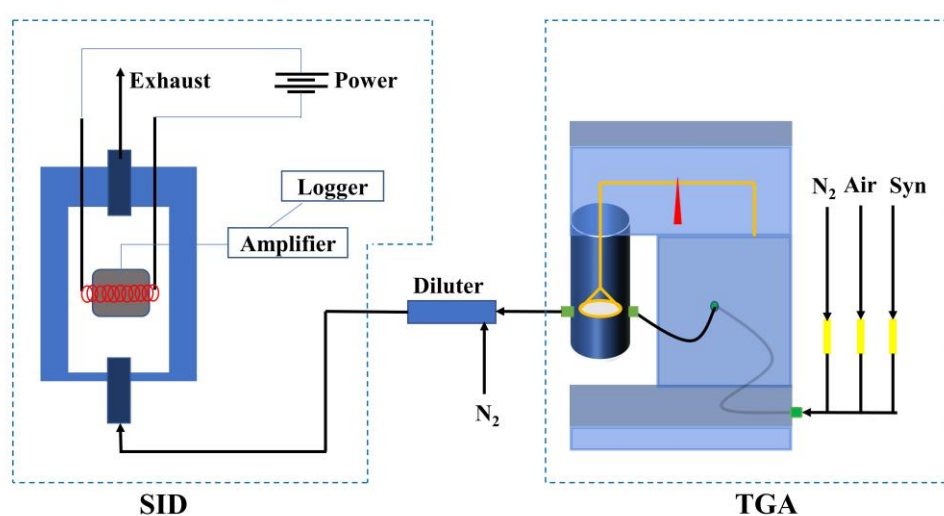 Exhaust
Power
Logger
Amplifier
Diluter
N₂
N₂ Air Syn
SID
TGA